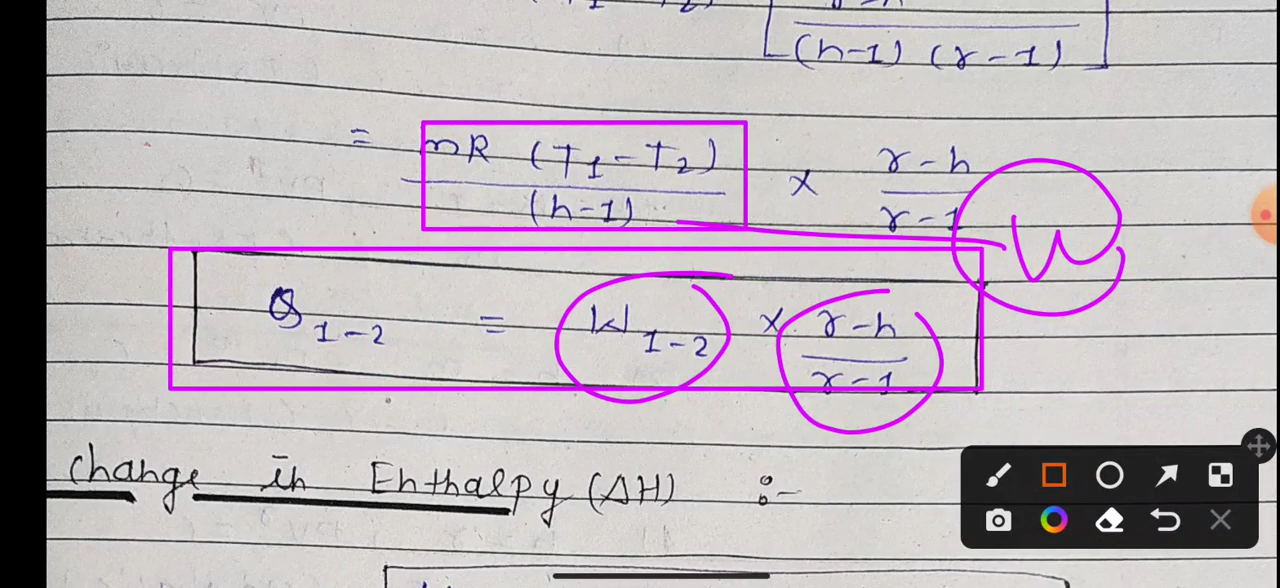 (n-1) (γ-1)
= mR (T1-T2) / (n-1) × γ-n / γ-1
W
Q1-2 = W1-2 × γ-n / γ-1
change in Enthalpy (ΔH) :-